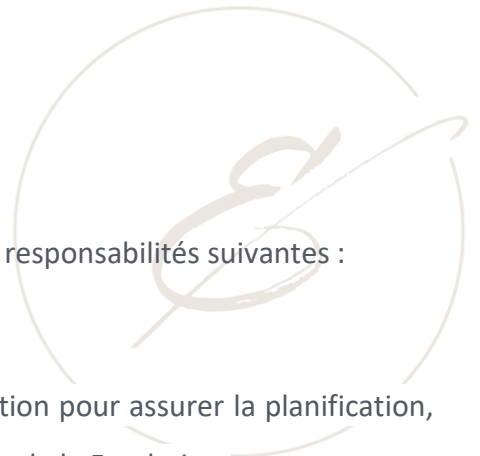 responsabilités suivantes :
tion pour assurer la planification,